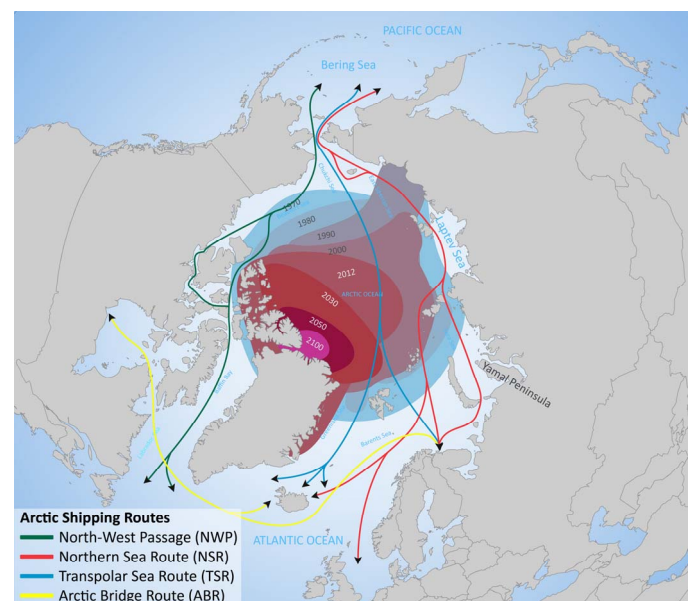 PACIFIC OCEAN
Bering Sea
1970
1980
1990
2000
2012
ARCTIC OCEAN
2030
2050
2100
Laptev Sea
Yamal Peninsula
Barents Sea
ATLANTIC OCEAN
Arctic Shipping Routes
North-West Passage (NWP)
Northern Sea Route (NSR)
Transpolar Sea Route (TSR)
Arctic Bridge Route (ABR)